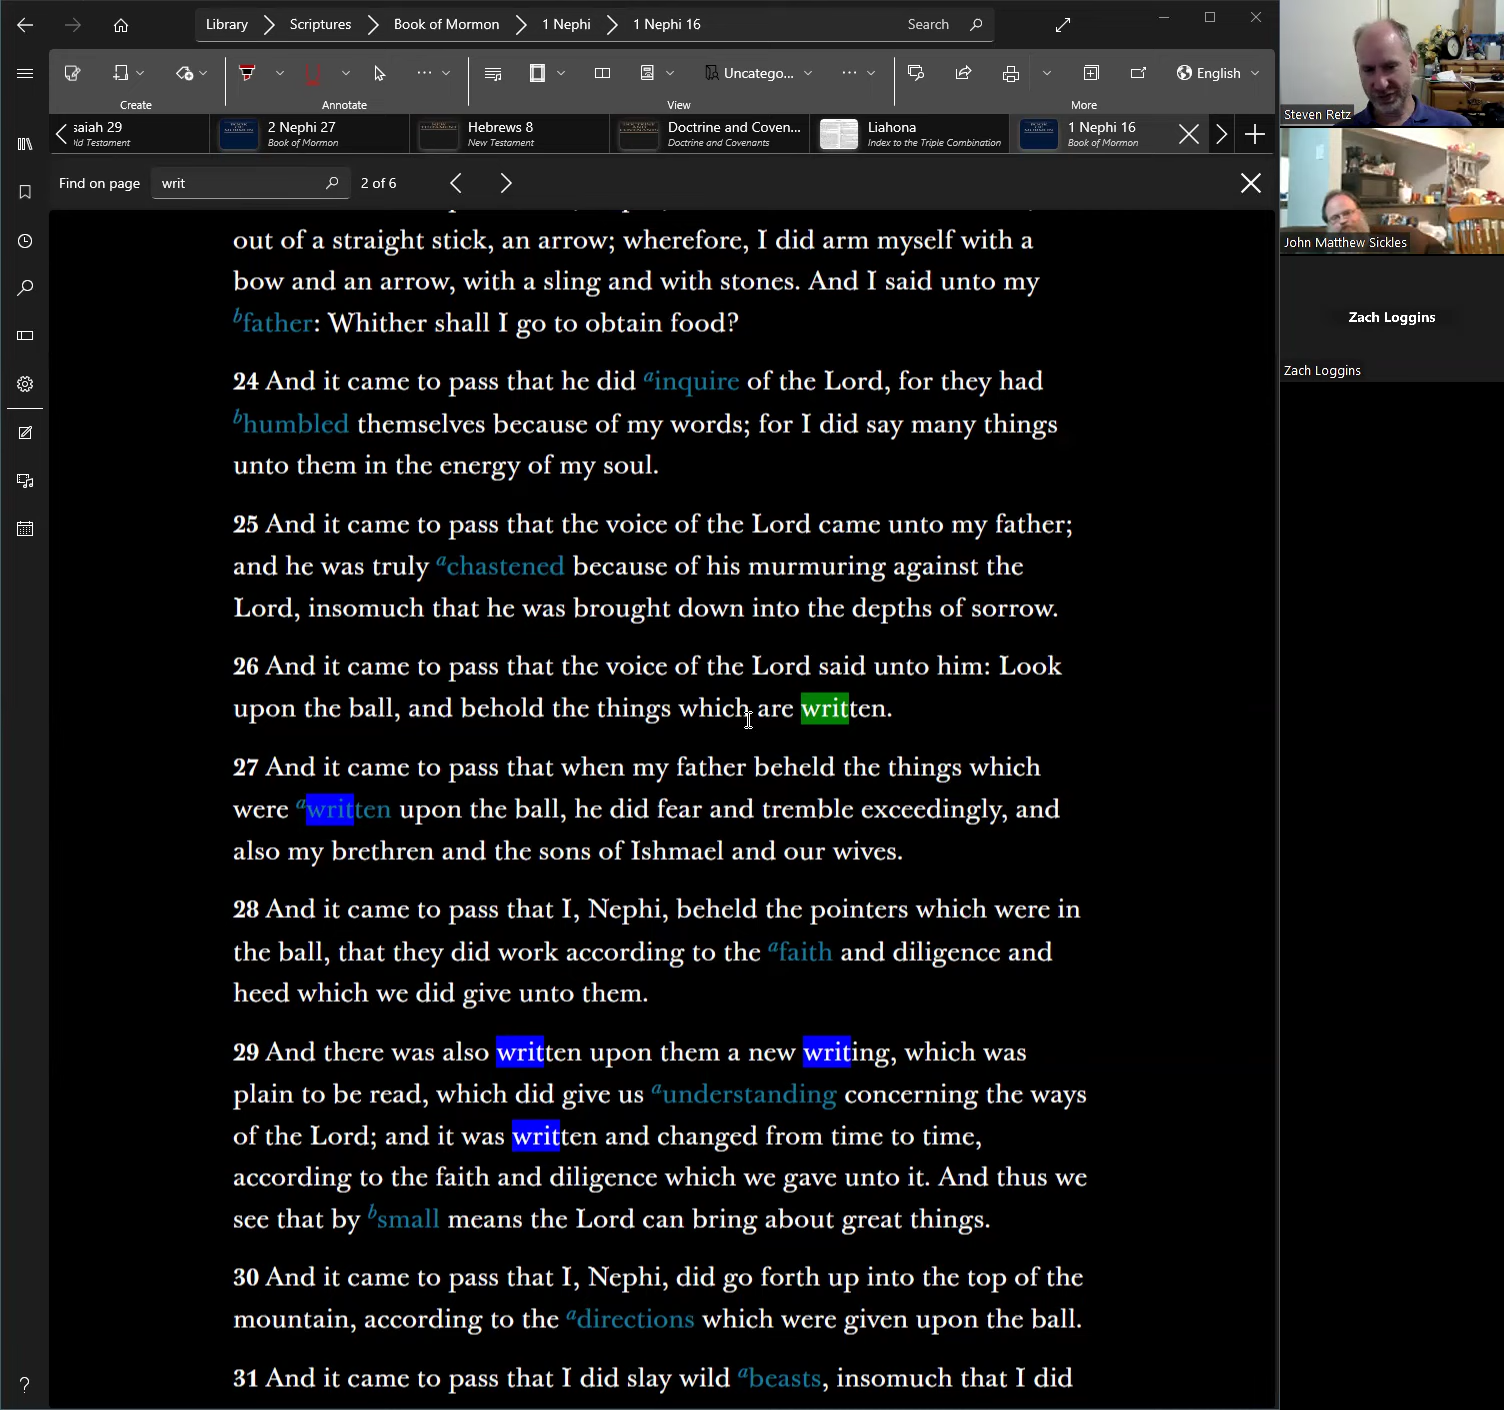 Library > Scriptures > Book of Mormon > 1 Nephi > 1 Nephi 16
Search
Uncatego...
English
Create
Annotate
View
More
saiah 29
ld Testament
2 Nephi 27
Book of Mormon
Hebrews 8
New Testament
Doctrine and Coven...
Doctrine and Covenants
Liahona
Index to the Triple Combination
1 Nephi 16
Book of Mormon
Find on page
writ
2 of 6
out of a straight stick, an arrow; wherefore, I did arm myself with a
bow and an arrow, with a sling and with stones. And I said unto my
b father: Whither shall I go to obtain food?
24 And it came to pass that he did a inquire of the Lord, for they had
b humbled themselves because of my words; for I did say many things
unto them in the energy of my soul.
25 And it came to pass that the voice of the Lord came unto my father;
and he was truly a chastened because of his murmuring against the
Lord, insomuch that he was brought down into the depths of sorrow.
26 And it came to pass that the voice of the Lord said unto him: Look
upon the ball, and behold the things which are written.
27 And it came to pass that when my father beheld the things which
were a written upon the ball, he did fear and tremble exceedingly, and
also my brethren and the sons of Ishmael and our wives.
28 And it came to pass that I, Nephi, beheld the pointers which were in
the ball, that they did work according to the a faith and diligence and
heed which we did give unto them.
29 And there was also written upon them a new writing, which was
plain to be read, which did give us a understanding concerning the ways
of the Lord; and it was written and changed from time to time,
according to the faith and diligence which we gave unto it. And thus we
see that by b small means the Lord can bring about great things.
30 And it came to pass that I, Nephi, did go forth up into the top of the
mountain, according to the a directions which were given upon the ball.
31 And it came to pass that I did slay wild a beasts, insomuch that I did
Steven Retz
John Matthew Sickles
Zach Loggins
Zach Loggins